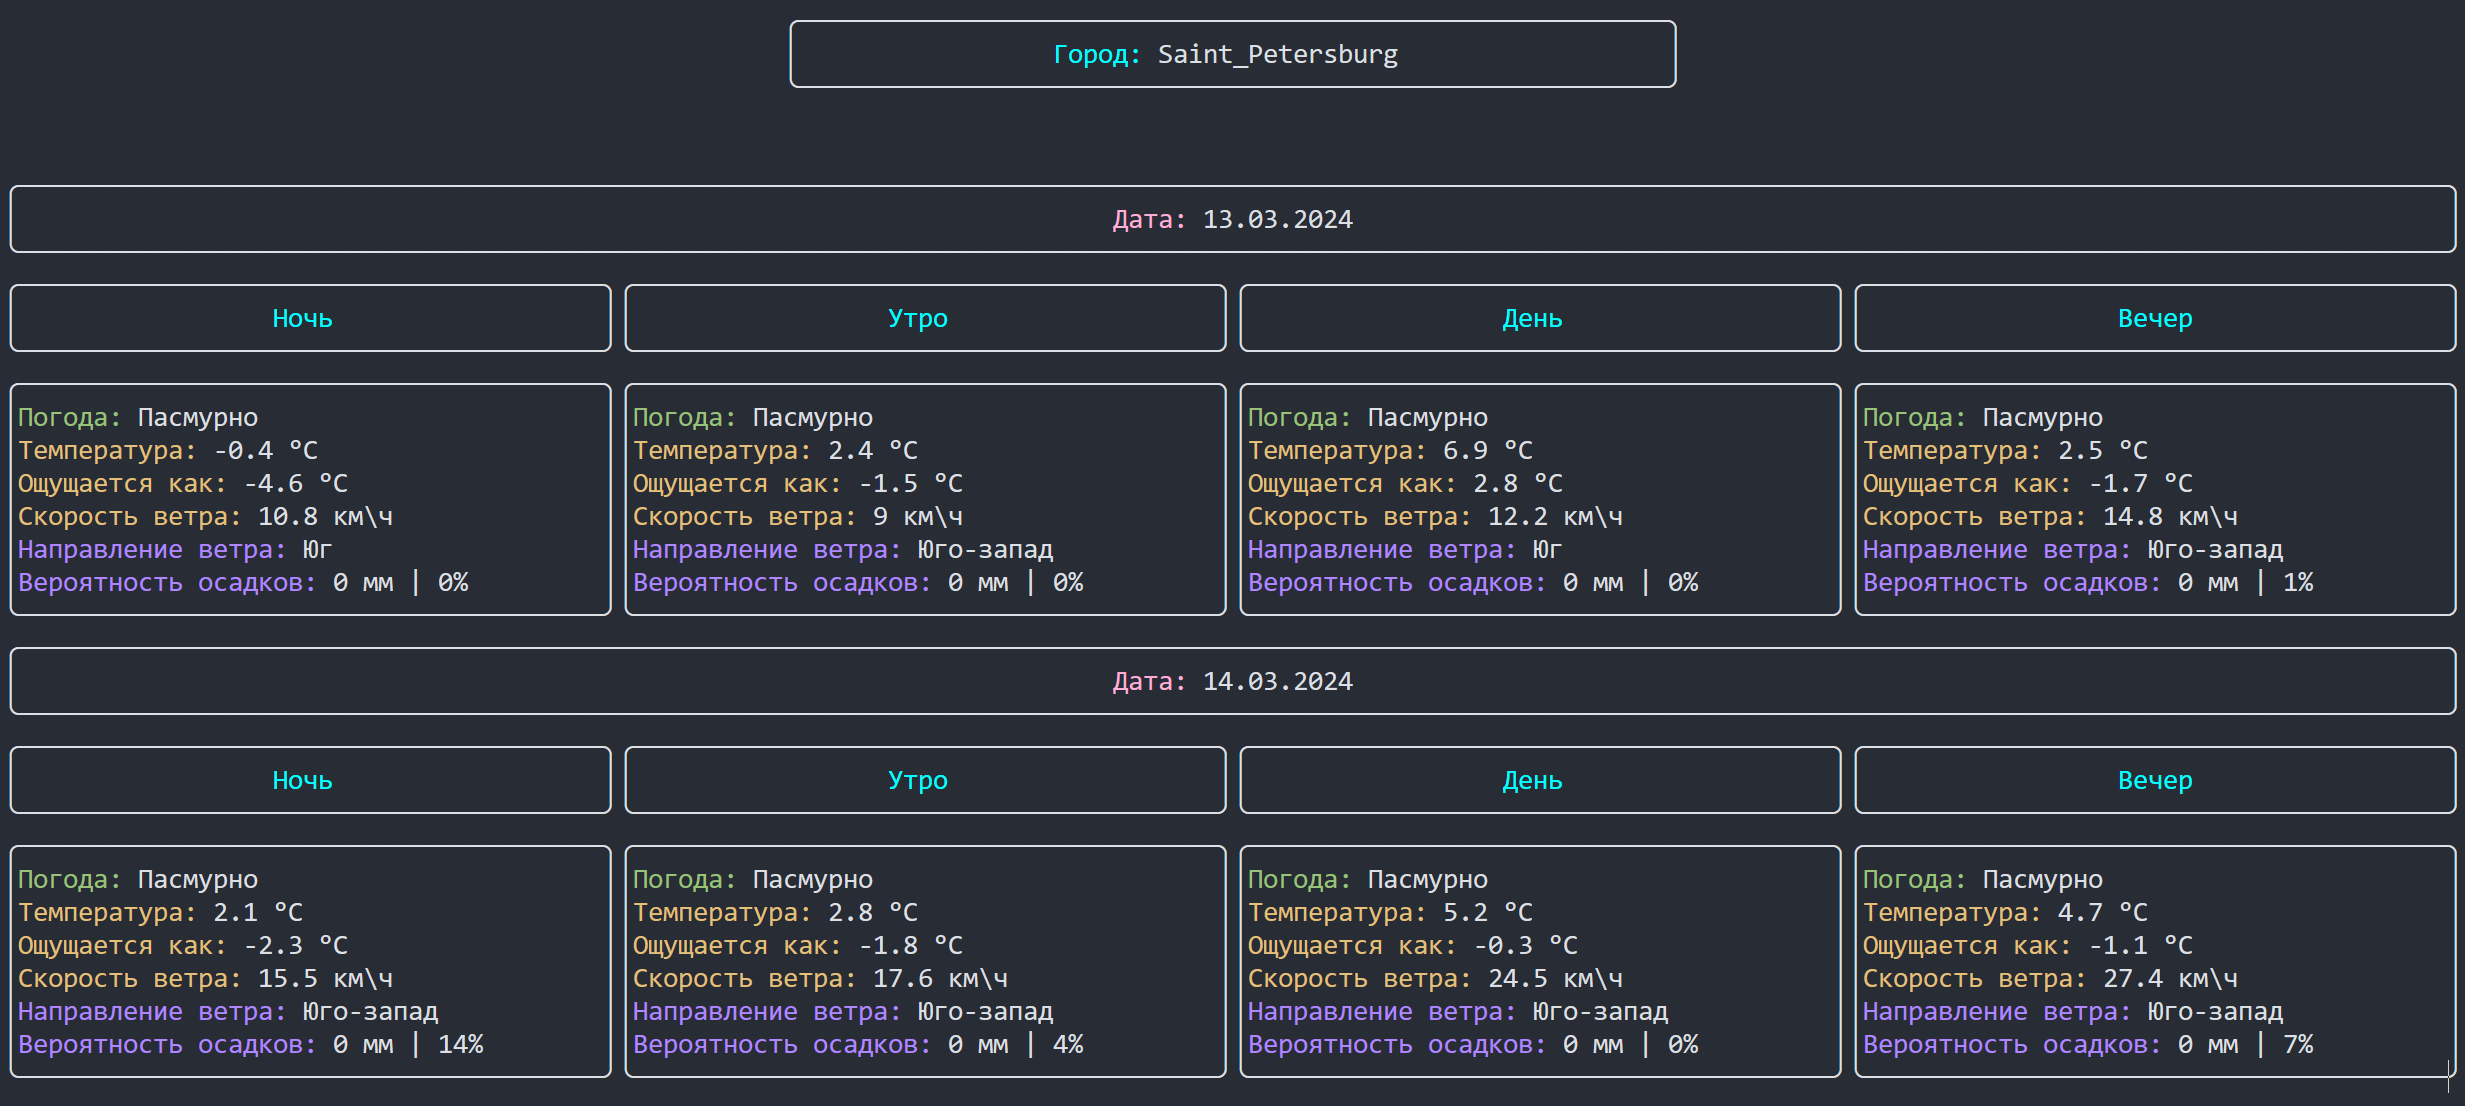 Город: Saint_Petersburg
Дата: 13.03.2024
Ночь
Утро
День
Вечер
Погода: Пасмурно
Температура: -0.4 °C
Ощущается как: -4.6 °C
Скорость ветра: 10.8 км\ч
Направление ветра: Юг
Вероятность осадков: 0 мм | 0%
Погода: Пасмурно
Температура: 2.4 °C
Ощущается как: -1.5 °C
Скорость ветра: 9 км\ч
Направление ветра: Юго-запад
Вероятность осадков: 0 мм | 0%
Погода: Пасмурно
Температура: 6.9 °C
Ощущается как: 2.8 °C
Скорость ветра: 12.2 км\ч
Направление ветра: Юг
Вероятность осадков: 0 мм | 0%
Погода: Пасмурно
Температура: 2.5 °C
Ощущается как: -1.7 °C
Скорость ветра: 14.8 км\ч
Направление ветра: Юго-запад
Вероятность осадков: 0 мм | 1%
Дата: 14.03.2024
Ночь
Утро
День
Вечер
Погода: Пасмурно
Температура: 2.1 °C
Ощущается как: -2.3 °C
Скорость ветра: 15.5 км\ч
Направление ветра: Юго-запад
Вероятность осадков: 0 мм | 14%
Погода: Пасмурно
Температура: 2.8 °C
Ощущается как: -1.8 °C
Скорость ветра: 17.6 км\ч
Направление ветра: Юго-запад
Вероятность осадков: 0 мм | 4%
Погода: Пасмурно
Температура: 5.2 °C
Ощущается как: -0.3 °C
Скорость ветра: 24.5 км\ч
Направление ветра: Юго-запад
Вероятность осадков: 0 мм | 0%
Погода: Пасмурно
Температура: 4.7 °C
Ощущается как: -1.1 °C
Скорость ветра: 27.4 км\ч
Направление ветра: Юго-запад
Вероятность осадков: 0 мм | 7%